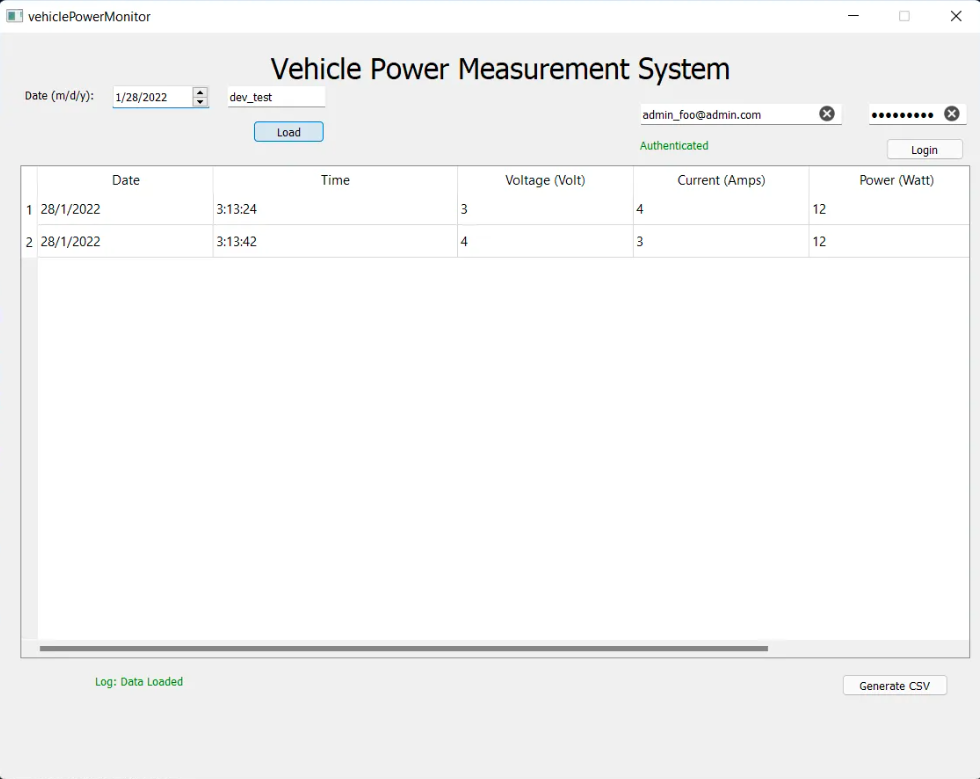 vehiclePowerMonitor
Vehicle Power Measurement System
Date (m/d/y): 1/28/2022 dev_test
Load
admin_foo@admin.com •••••••••
Authenticated
Login
Date Time Voltage (Volt) Current (Amps) Power (Watt)
1 28/1/2022 3:13:24 3 4 12
2 28/1/2022 3:13:42 4 3 12
Log: Data Loaded
Generate CSV